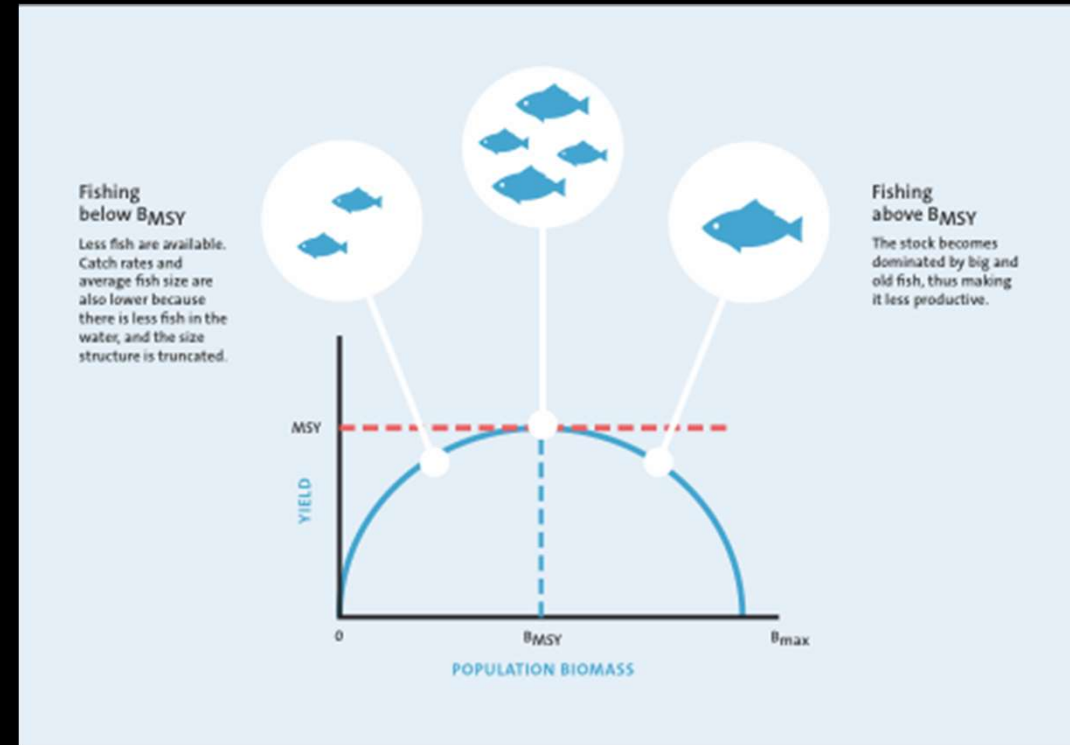 Fishing
below BMSY
Less fish are available.
Catch rates and
average fish size are
also lower because
there is less fish in the
water, and the size
structure is truncated.
Fishing
above BMSY
The stock becomes
dominated by big and
old fish, thus making
it less productive.
MSY
YIELD
0
BMSY
Bmax
POPULATION BIOMASS